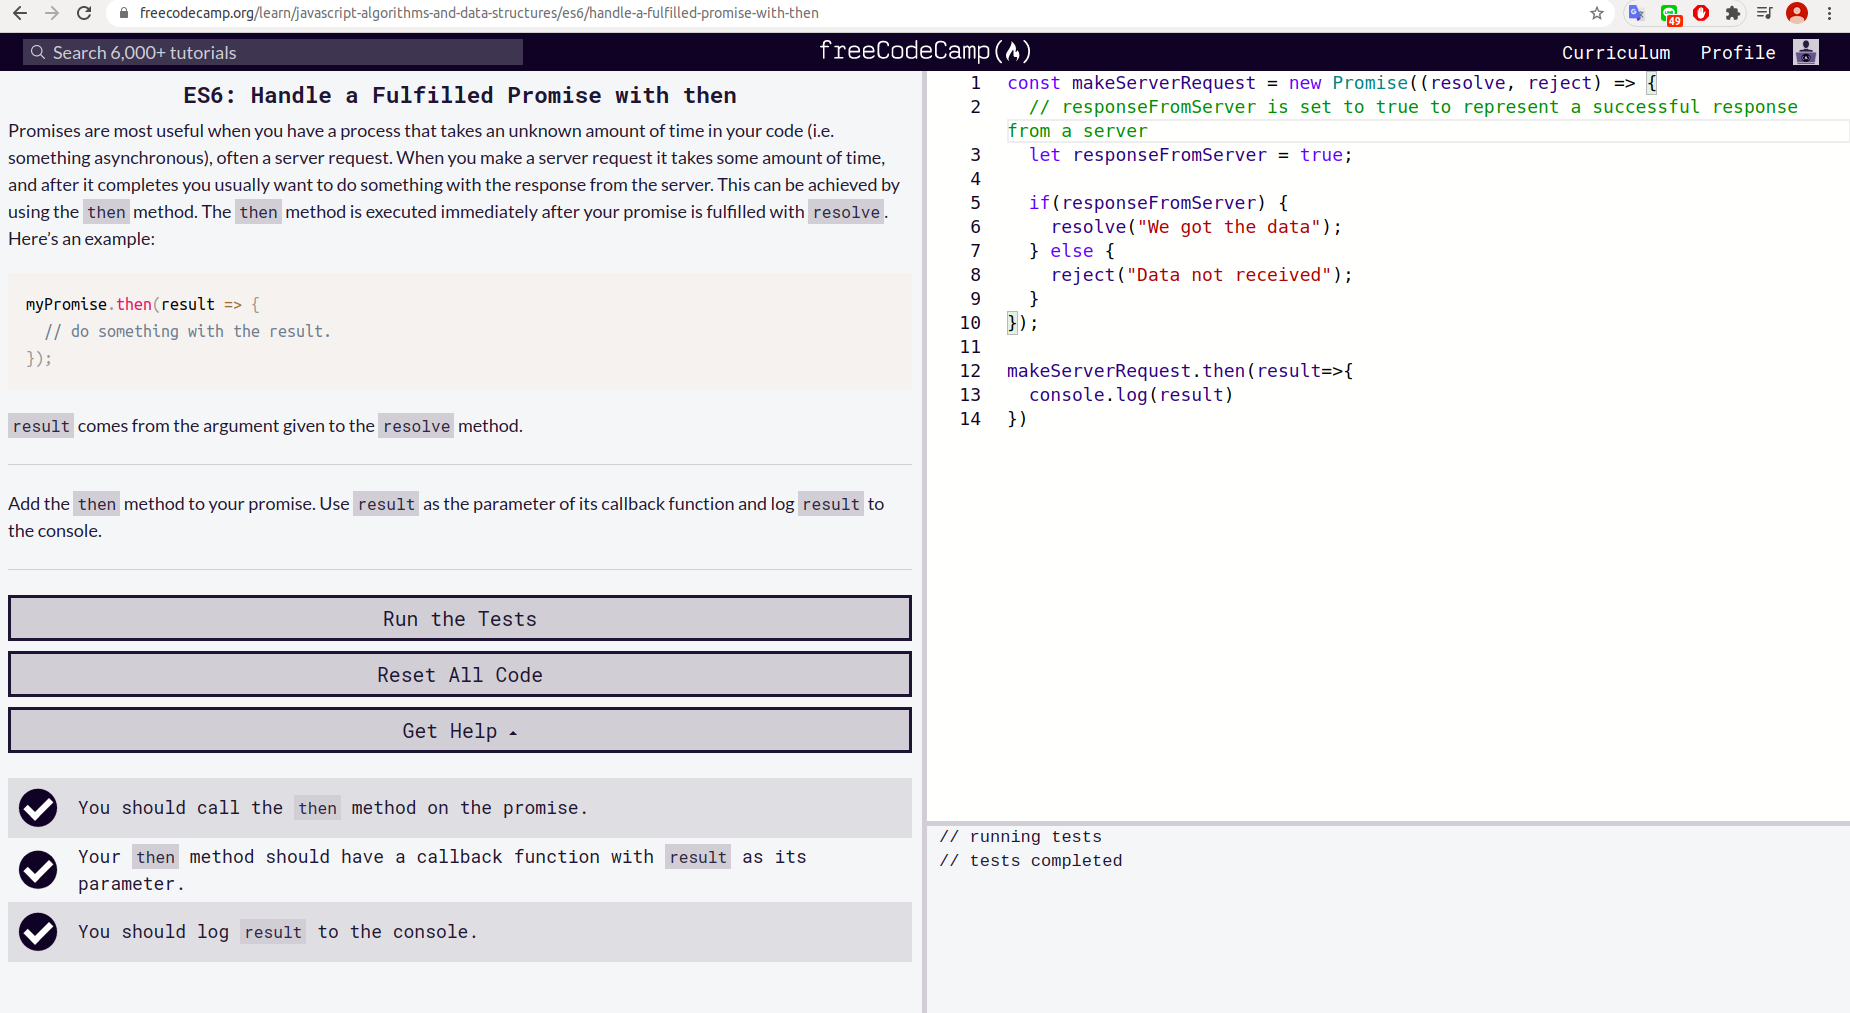 freecodecamp.org/learn/javascript-algorithms-and-data-structures/es6/handle-a-fulfilled-promise-with-then
49
Search 6,000+ tutorials
freeCodeCamp
Curriculum
Profile
ES6: Handle a Fulfilled Promise with then
Promises are most useful when you have a process that takes an unknown amount of time in your code (i.e.
something asynchronous), often a server request. When you make a server request it takes some amount of time,
and after it completes you usually want to do something with the response from the server. This can be achieved by
using the then method. The then method is executed immediately after your promise is fulfilled with resolve.
Here's an example:
myPromise.then(result => {
// do something with the result.
});
result comes from the argument given to the resolve method.
Add the then method to your promise. Use result as the parameter of its callback function and log result to
the console.
Run the Tests
Reset All Code
Get Help
You should call the then method on the promise.
Your then method should have a callback function with result as its
parameter.
You should log result to the console.
1 const makeServerRequest = new Promise((resolve, reject) => {
2 // responseFromServer is set to true to represent a successful response
from a server
3 let responseFromServer = true;
4
5 if(responseFromServer) {
6 resolve("We got the data");
7 } else {
8 reject("Data not received");
9 }
10 });
11
12 makeServerRequest.then(result=>{
13 console.log(result)
14 })
// running tests
// tests completed